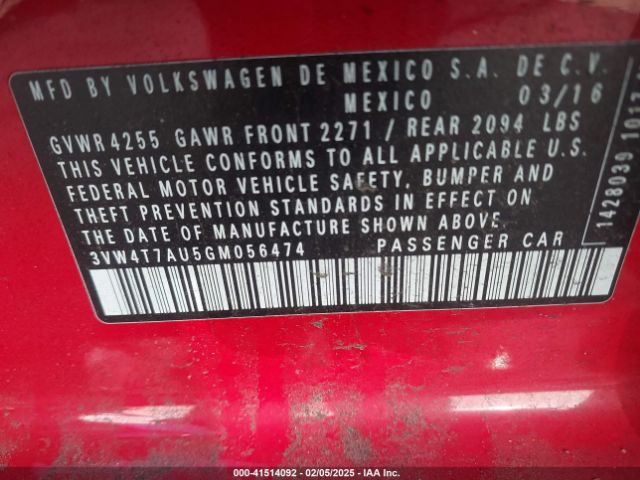 MFD BY VOLKSWAGEN DE MEXICO S.A. DE C.V.
MEXICO 03/16
GVWR 4255 GAWR FRONT 2271 / REAR 2094 LBS
THIS VEHICLE CONFORMS TO ALL APPLICABLE U.S.
FEDERAL MOTOR VEHICLE SAFETY, BUMPER AND
THEFT PREVENTION STANDARDS IN EFFECT ON
THE DATE OF MANUFACTURE SHOWN ABOVE.
3VW4T7AU5GM056474 PASSENGER CAR
1428039
000-41514092 - 02/05/2025 - IAA Inc.